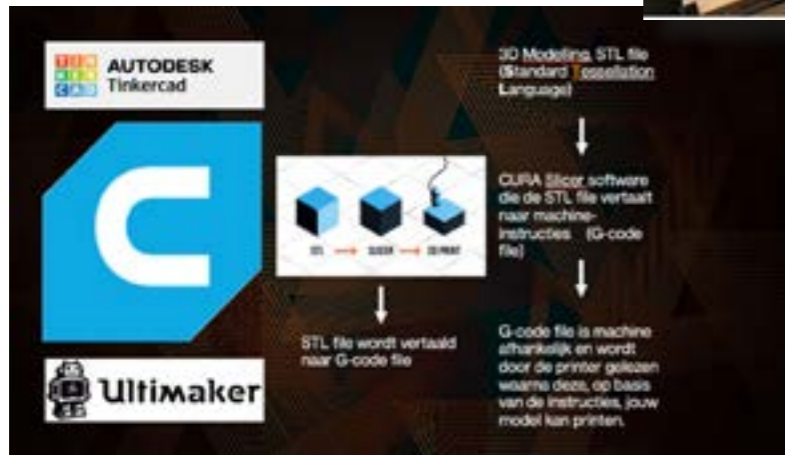 AUTODESK
Tinkercad
Ultimaker
STL
SLICER
3D PRINT
STL file wordt vertaald
naar G-code file
3D Modelling, STL file
(Standard Tessellation
Language)
CURA Slicer software
die de STL file vertaalt
naar machine-
instructies (G-code
file)
G-code file is machine
afhankelijk en wordt
door de printer gelezen
waarna deze, op basis
van de instructies, jouw
model kan printen.